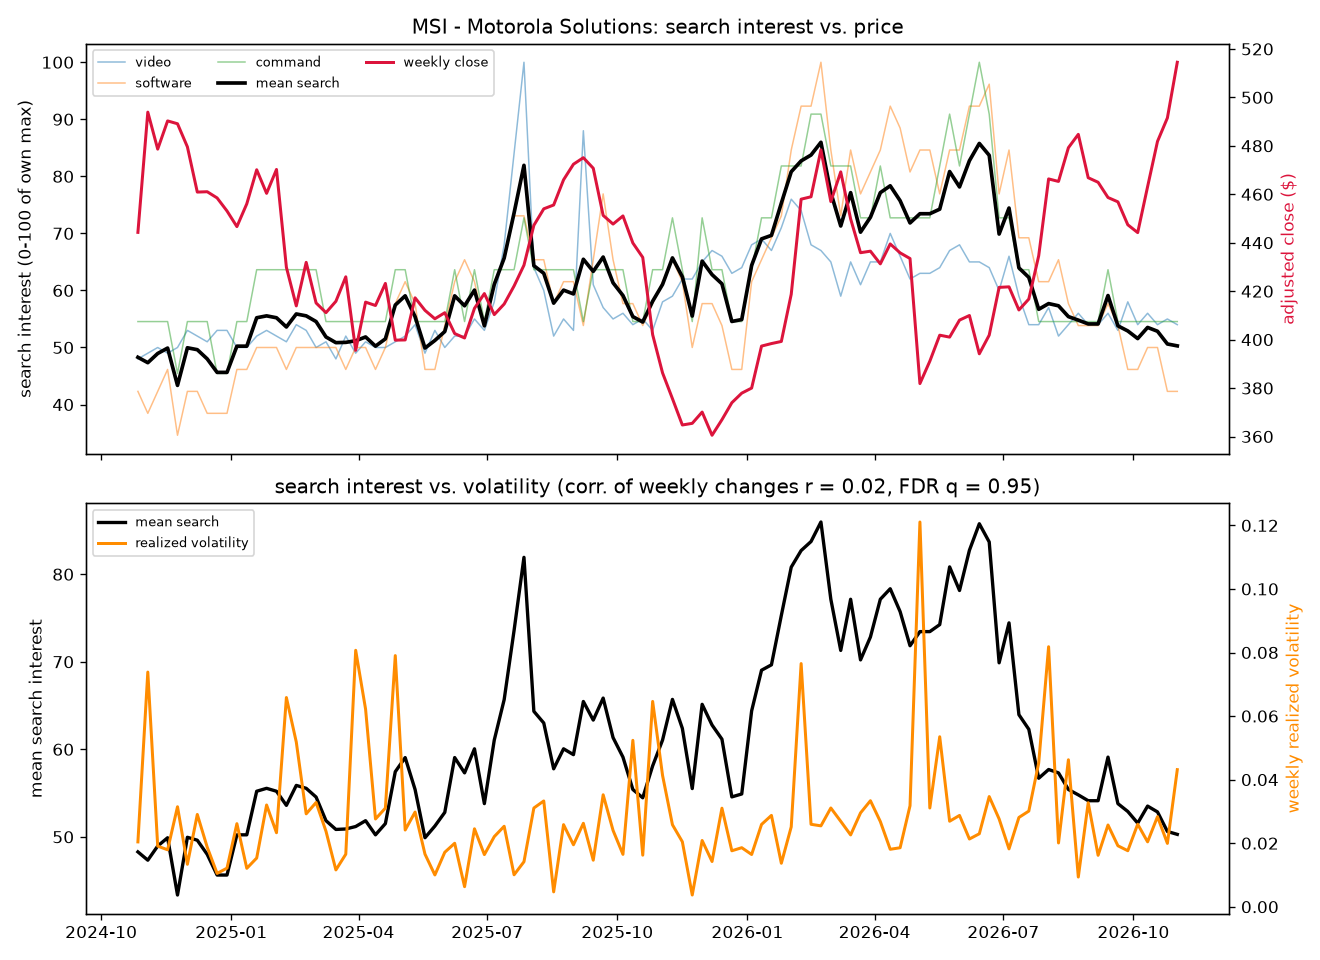 MSI - Motorola Solutions: search interest vs. price
video
software
command
mean search
weekly close
search interest (0-100 of own max)
100
90
80
70
60
50
40
520
500
480
460
440
420
400
380
360
adjusted close ($)
search interest vs. volatility (corr. of weekly changes r = 0.02, FDR q = 0.95)
mean search
realized volatility
mean search interest
80
70
60
50
0.12
0.10
0.08
0.06
0.04
0.02
0.00
weekly realized volatility
2024-10
2025-01
2025-04
2025-07
2025-10
2026-01
2026-04
2026-07
2026-10